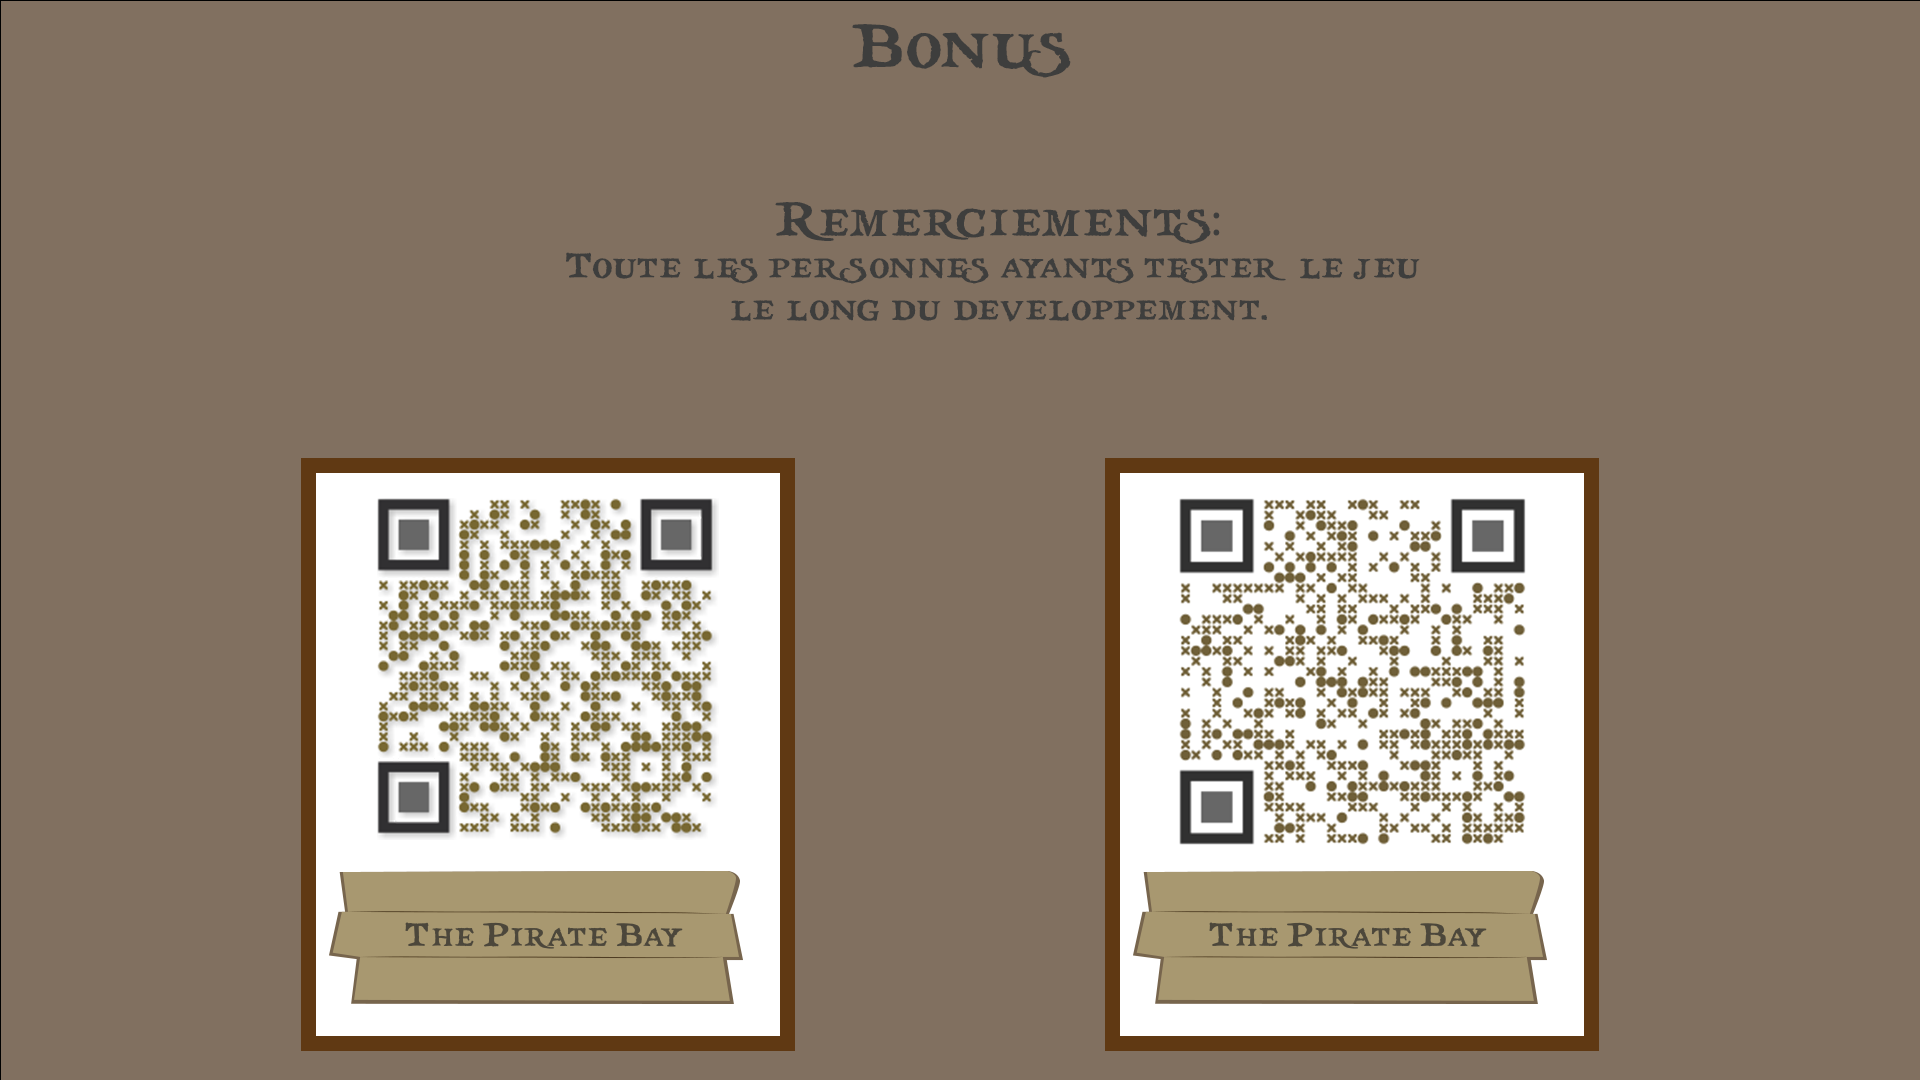 Bonus
Remerciements:
Toute les personnes ayants tester le jeu
le long du developpement.
The Pirate Bay
The Pirate Bay